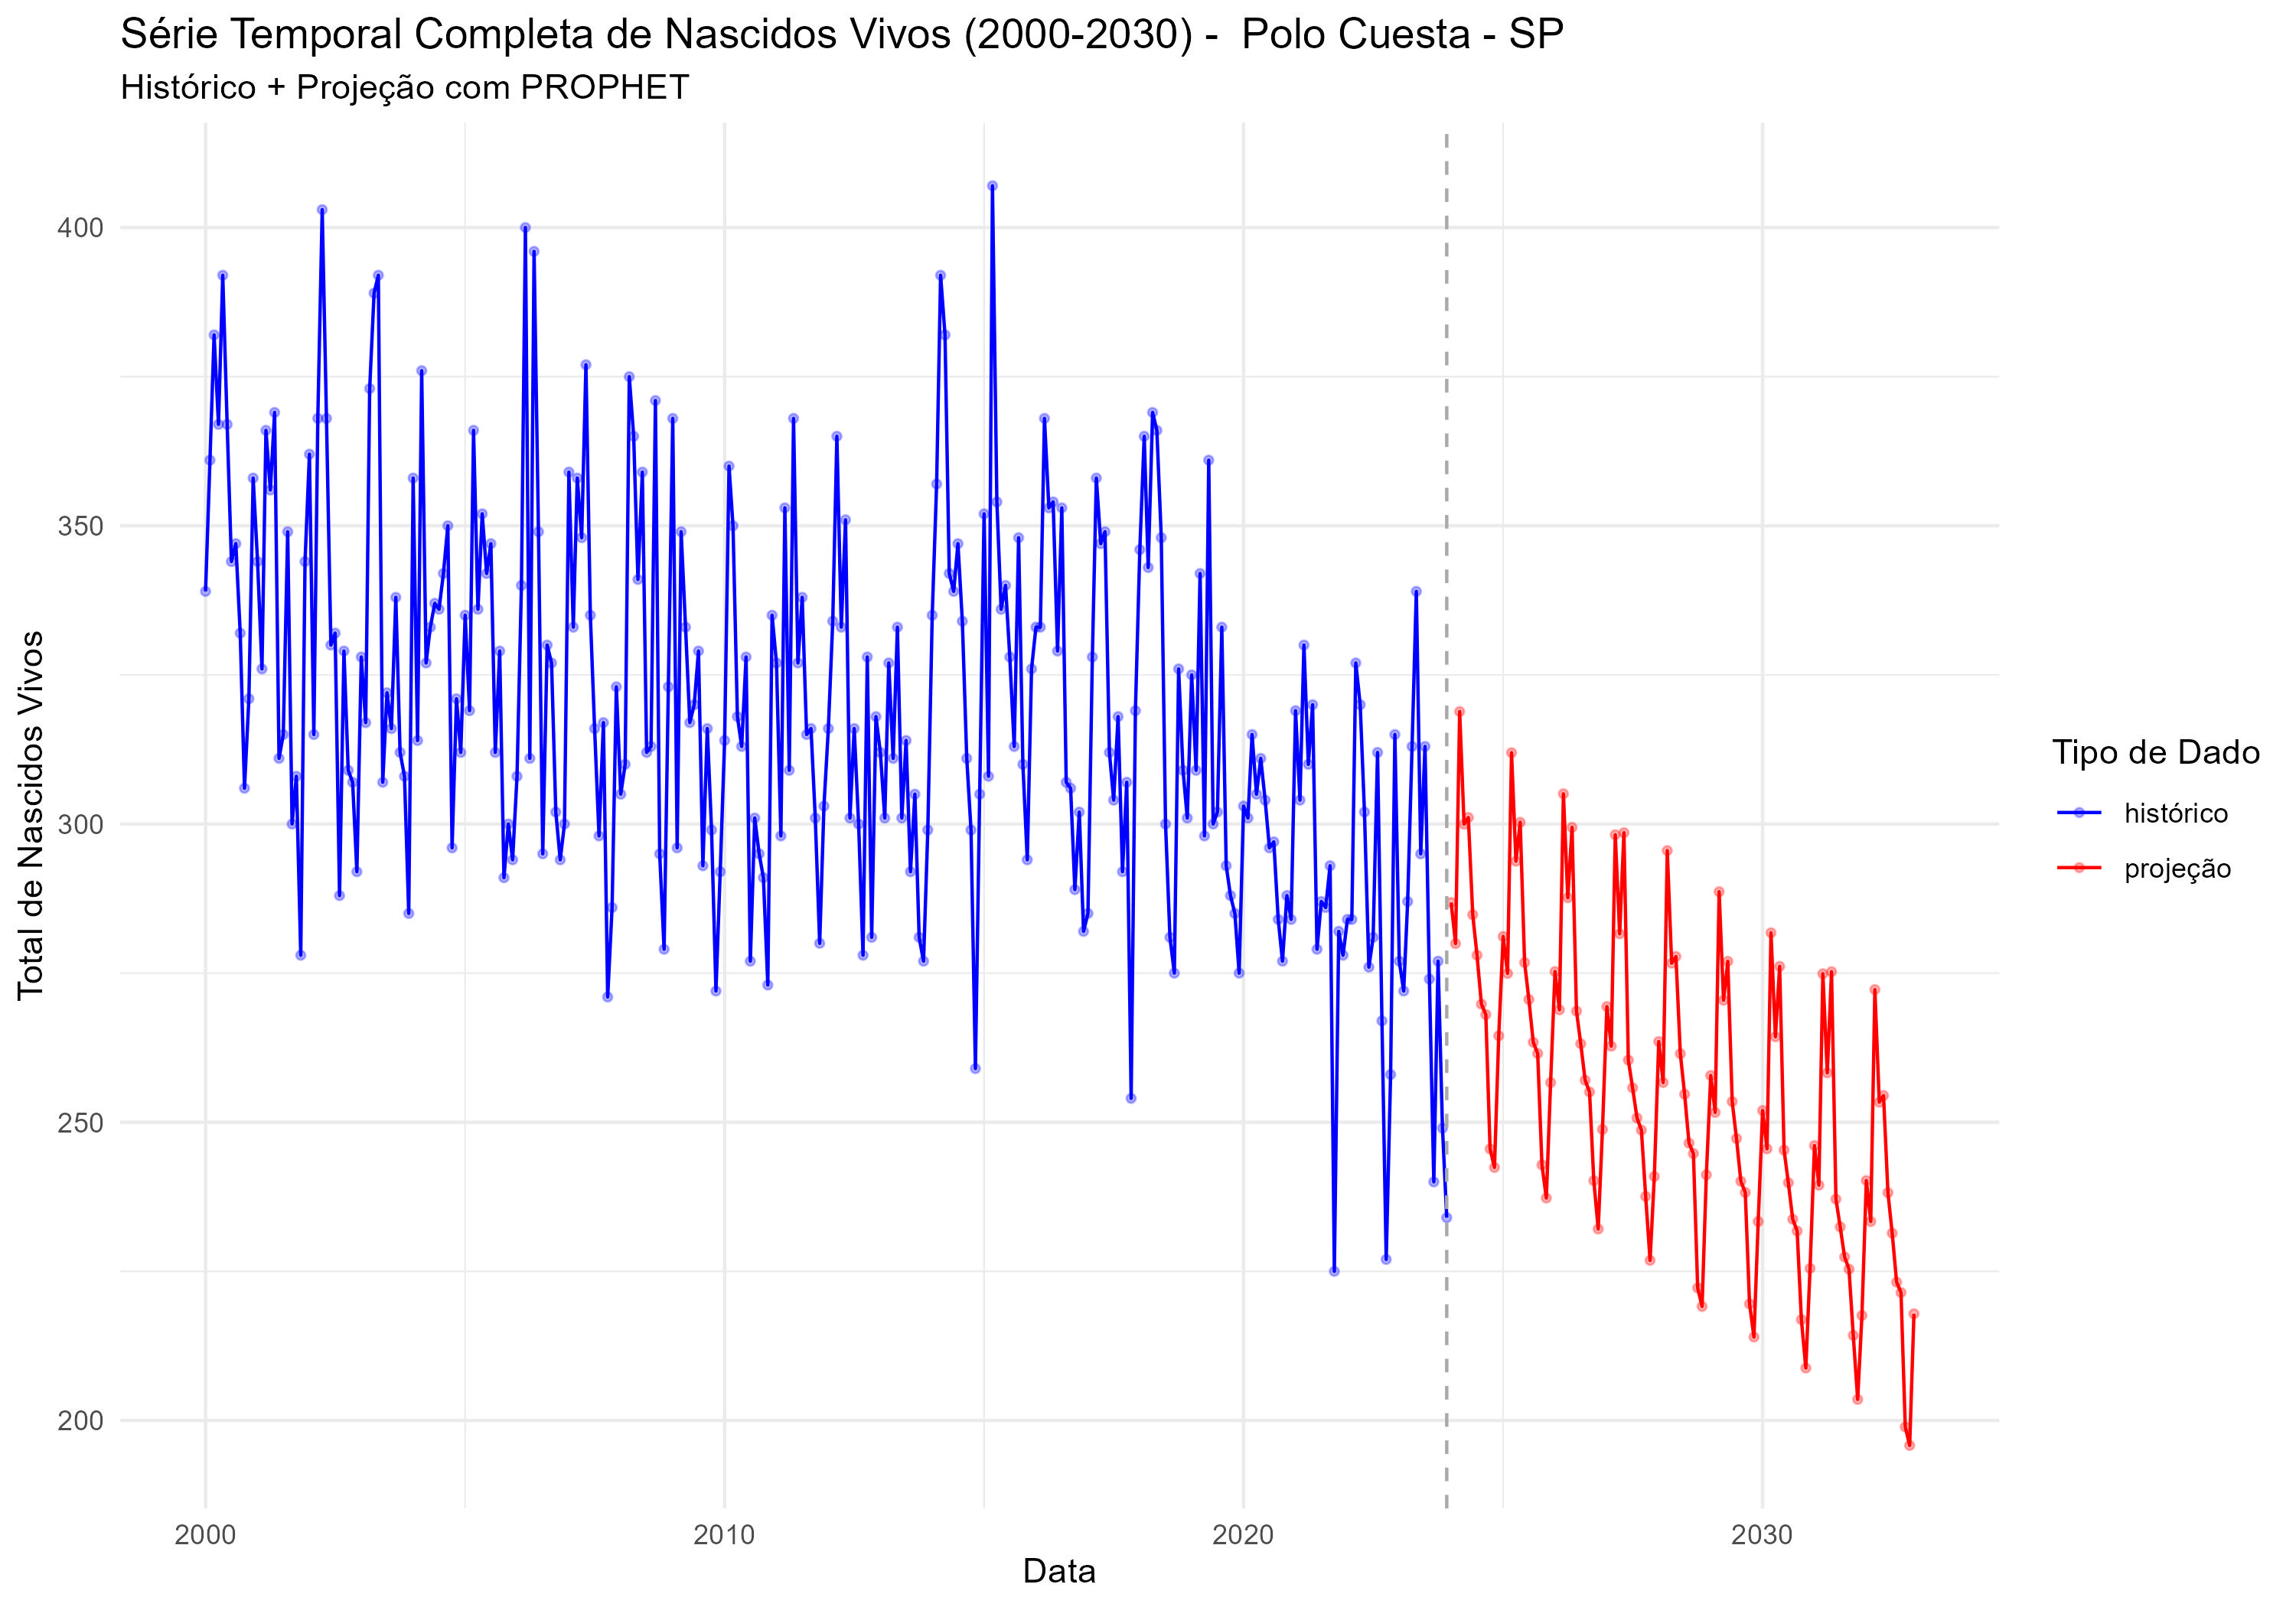 Série Temporal Completa de Nascidos Vivos (2000-2030) -  Polo Cuesta - SP
Histórico + Projeção com PROPHET
Total de Nascidos Vivos
400
350
300
250
200
2000
2010
2020
2030
Data
Tipo de Dado
histórico
projeção